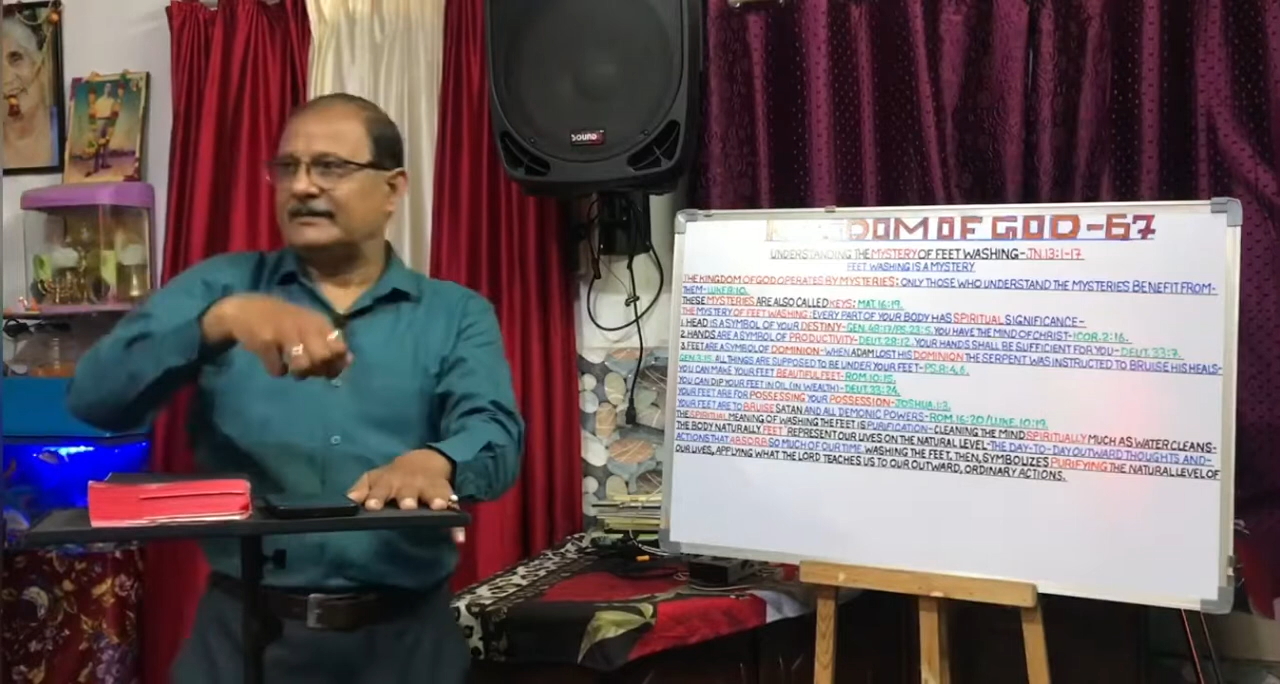 SOUND
KINGDOM OF GOD-67
UNDERSTANDING THE MYSTERY OF FEET WASHING-JN.13:1-17
FEET WASHING IS A MYSTERY
THE KINGDOM OF GOD OPERATES BY MYSTERIES: ONLY THOSE WHO UNDERSTAND THE MYSTERIES BENEFIT FROM-
THEM-LUKE:8:10.
THESE MYSTERIES ARE ALSO CALLED KEYS: MAT.16:19.
THE MYSTERY OF FEET WASHING: EVERY PART OF YOUR BODY HAS SPIRITUAL SIGNIFICANCE-
1. HEAD IS A SYMBOL OF YOUR DESTINY-GEN.48:17/PS.23:5. YOU HAVE THE MIND OF CHRIST-1COR.2:16.
2. HANDS ARE A SYMBOL OF PRODUCTIVITY-DEUT.28:12. YOUR HANDS SHALL BE SUFFICIENT FOR YOU-DEUT.33:7.
3. FEET ARE A SYMBOL OF DOMINION-WHEN ADAM LOST HIS DOMINION THE SERPENT WAS INSTRUCTED TO BRUISE HIS HEALS-
GEN.3:15. ALL THINGS ARE SUPPOSED TO BE UNDER YOUR FEET-PS.8:4,6.
YOU CAN MAKE YOUR FEET BEAUTIFUL FEET-ROM.10:15.
YOU CAN DIP YOUR FEET IN OIL (IN WEALTH)-DEUT.33:24.
YOUR FEET ARE FOR POSSESSING YOUR POSSESSION-JOSHUA.1:3.
YOUR FEET ARE TO BRUISE SATAN AND ALL DEMONIC POWERS-ROM.16:20/LUKE.10:19.
THE SPIRITUAL MEANING OF WASHING THE FEET IS PURIFICATION-CLEANING THE MIND SPIRITUALLY MUCH AS WATER CLEANS-
THE BODY NATURALLY. FEET' REPRESENT OUR LIVES ON THE NATURAL LEVEL-THE DAY-TO-DAY OUTWARD THOUGHTS AND-
ACTIONS THAT ABSORB SO MUCH OF OUR TIME. WASHING THE FEET, THEN, SYMBOLIZES PURIFYING THE NATURAL LEVEL OF
OUR LIVES, APPLYING WHAT THE LORD TEACHES US TO OUR OUTWARD, ORDINARY ACTIONS.